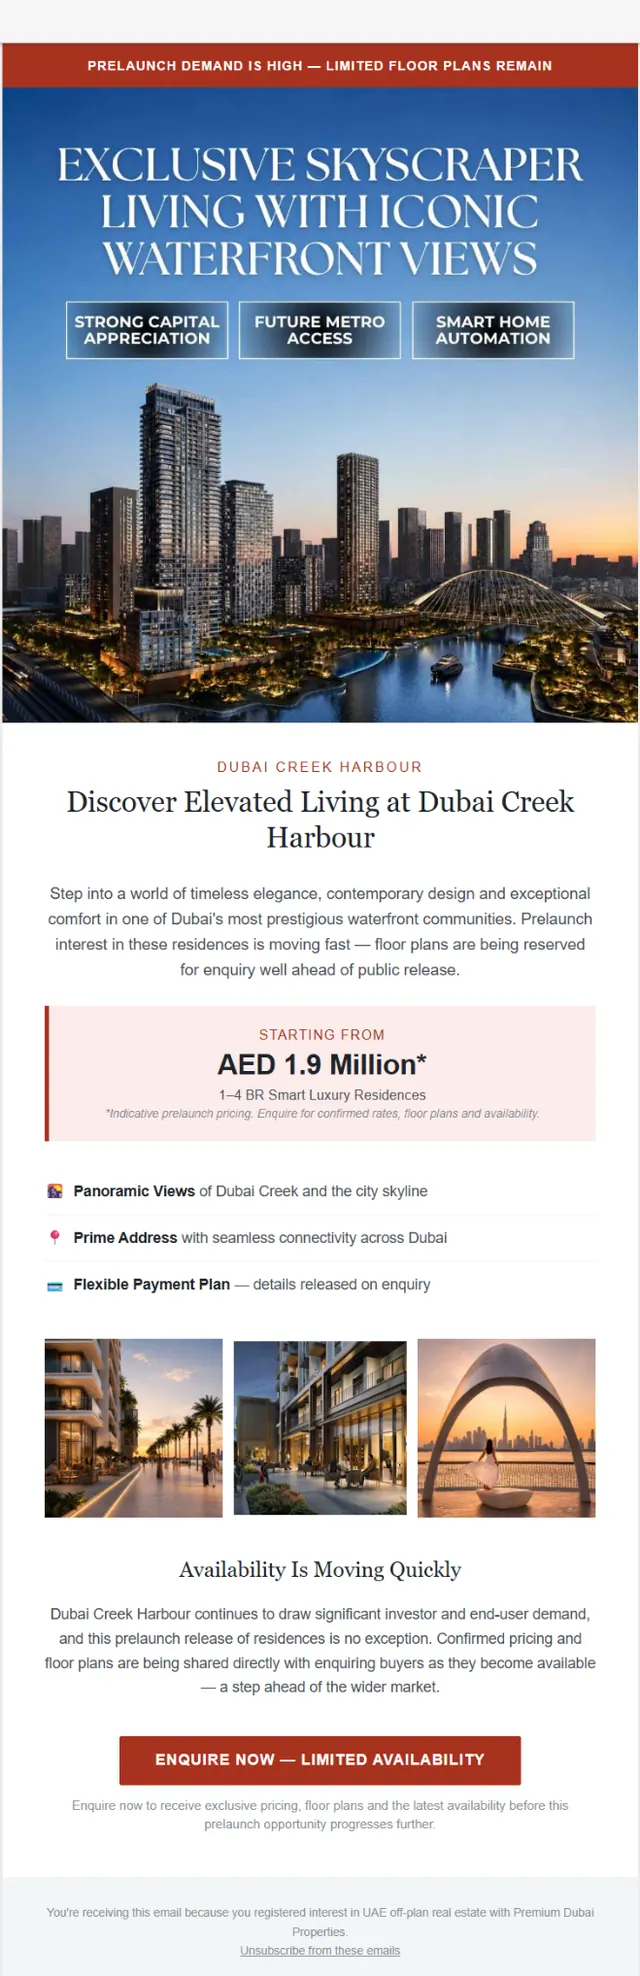 PRELAUNCH DEMAND IS HIGH — LIMITED FLOOR PLANS REMAIN
EXCLUSIVE SKYSCRAPER
LIVING WITH ICONIC
WATERFRONT VIEWS
STRONG CAPITAL
APPRECIATION
FUTURE METRO
ACCESS
SMART HOME
AUTOMATION
DUBAI CREEK HARBOUR
Discover Elevated Living at Dubai Creek
Harbour
Step into a world of timeless elegance, contemporary design and exceptional
comfort in one of Dubai's most prestigious waterfront communities. Prelaunch
interest in these residences is moving fast — floor plans are being reserved
for enquiry well ahead of public release.
STARTING FROM
AED 1.9 Million*
1–4 BR Smart Luxury Residences
*Indicative prelaunch pricing. Enquire for confirmed rates, floor plans and availability.
Panoramic Views of Dubai Creek and the city skyline
Prime Address with seamless connectivity across Dubai
Flexible Payment Plan — details released on enquiry
Availability Is Moving Quickly
Dubai Creek Harbour continues to draw significant investor and end-user demand,
and this prelaunch release of residences is no exception. Confirmed pricing and
floor plans are being shared directly with enquiring buyers as they become available
— a step ahead of the wider market.
ENQUIRE NOW — LIMITED AVAILABILITY
Enquire now to receive exclusive pricing, floor plans and the latest availability before this
prelaunch opportunity progresses further.
You're receiving this email because you registered interest in UAE off-plan real estate with Premium Dubai
Properties.
Unsubscribe from these emails